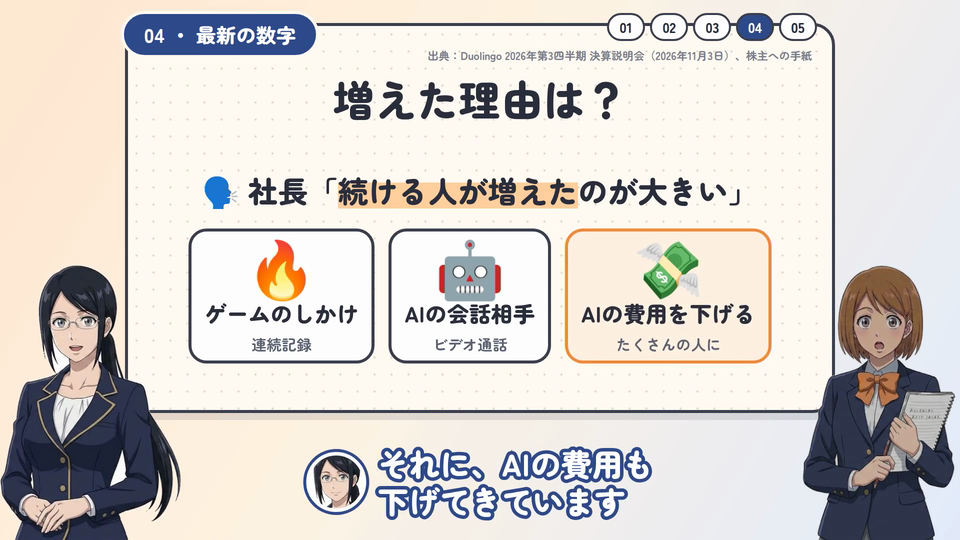 04 ・ 最新の数字
01 02 03 04 05
出典：Duolingo 2026年第3四半期 決算説明会（2026年11月3日）、株主への手紙
増えた理由は？
社長「続ける人が増えたのが大きい」
ゲームのしかけ
連続記録
AIの会話相手
ビデオ通話
AIの費用を下げる
たくさんの人に
それに、AIの費用も
下げてきています